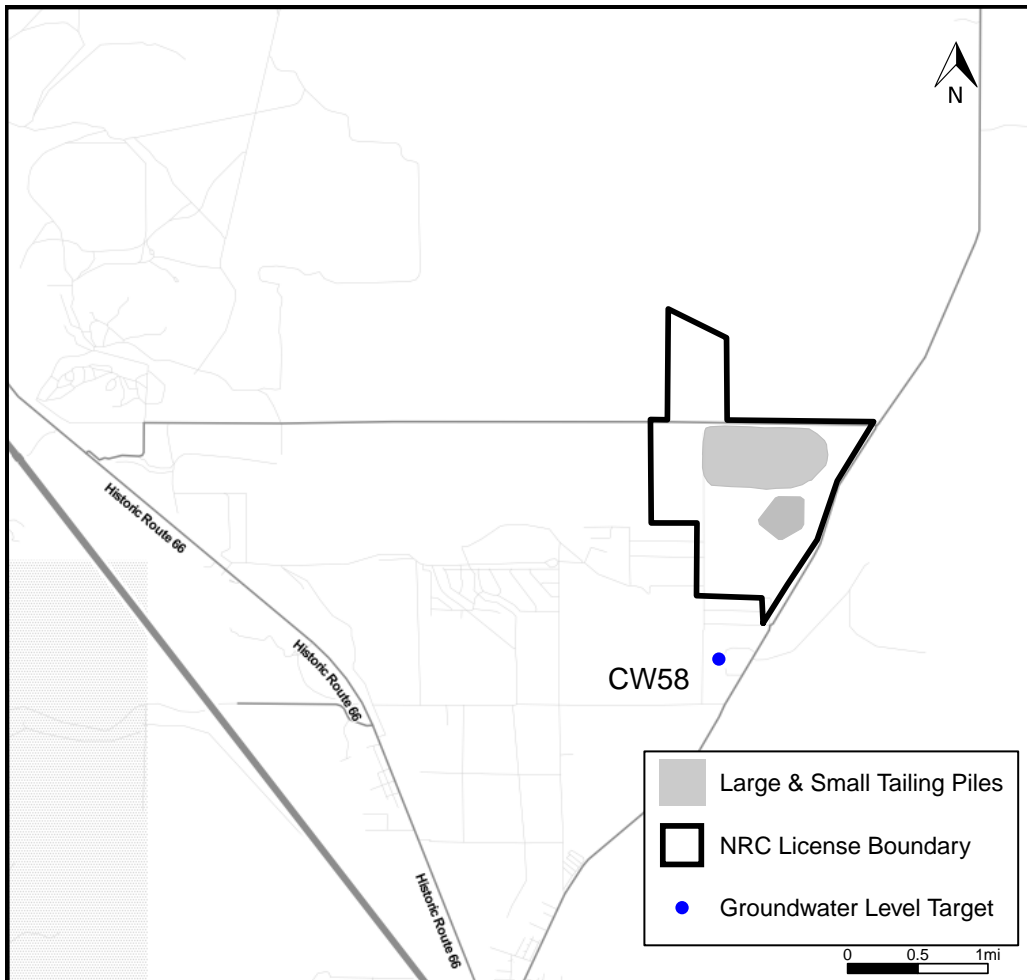 N
Historic Route 66
Historic Route 66
CW58
Historic Route 66
Large & Small Tailing Piles
NRC License Boundary
Groundwater Level Target
0 0.5 1mi